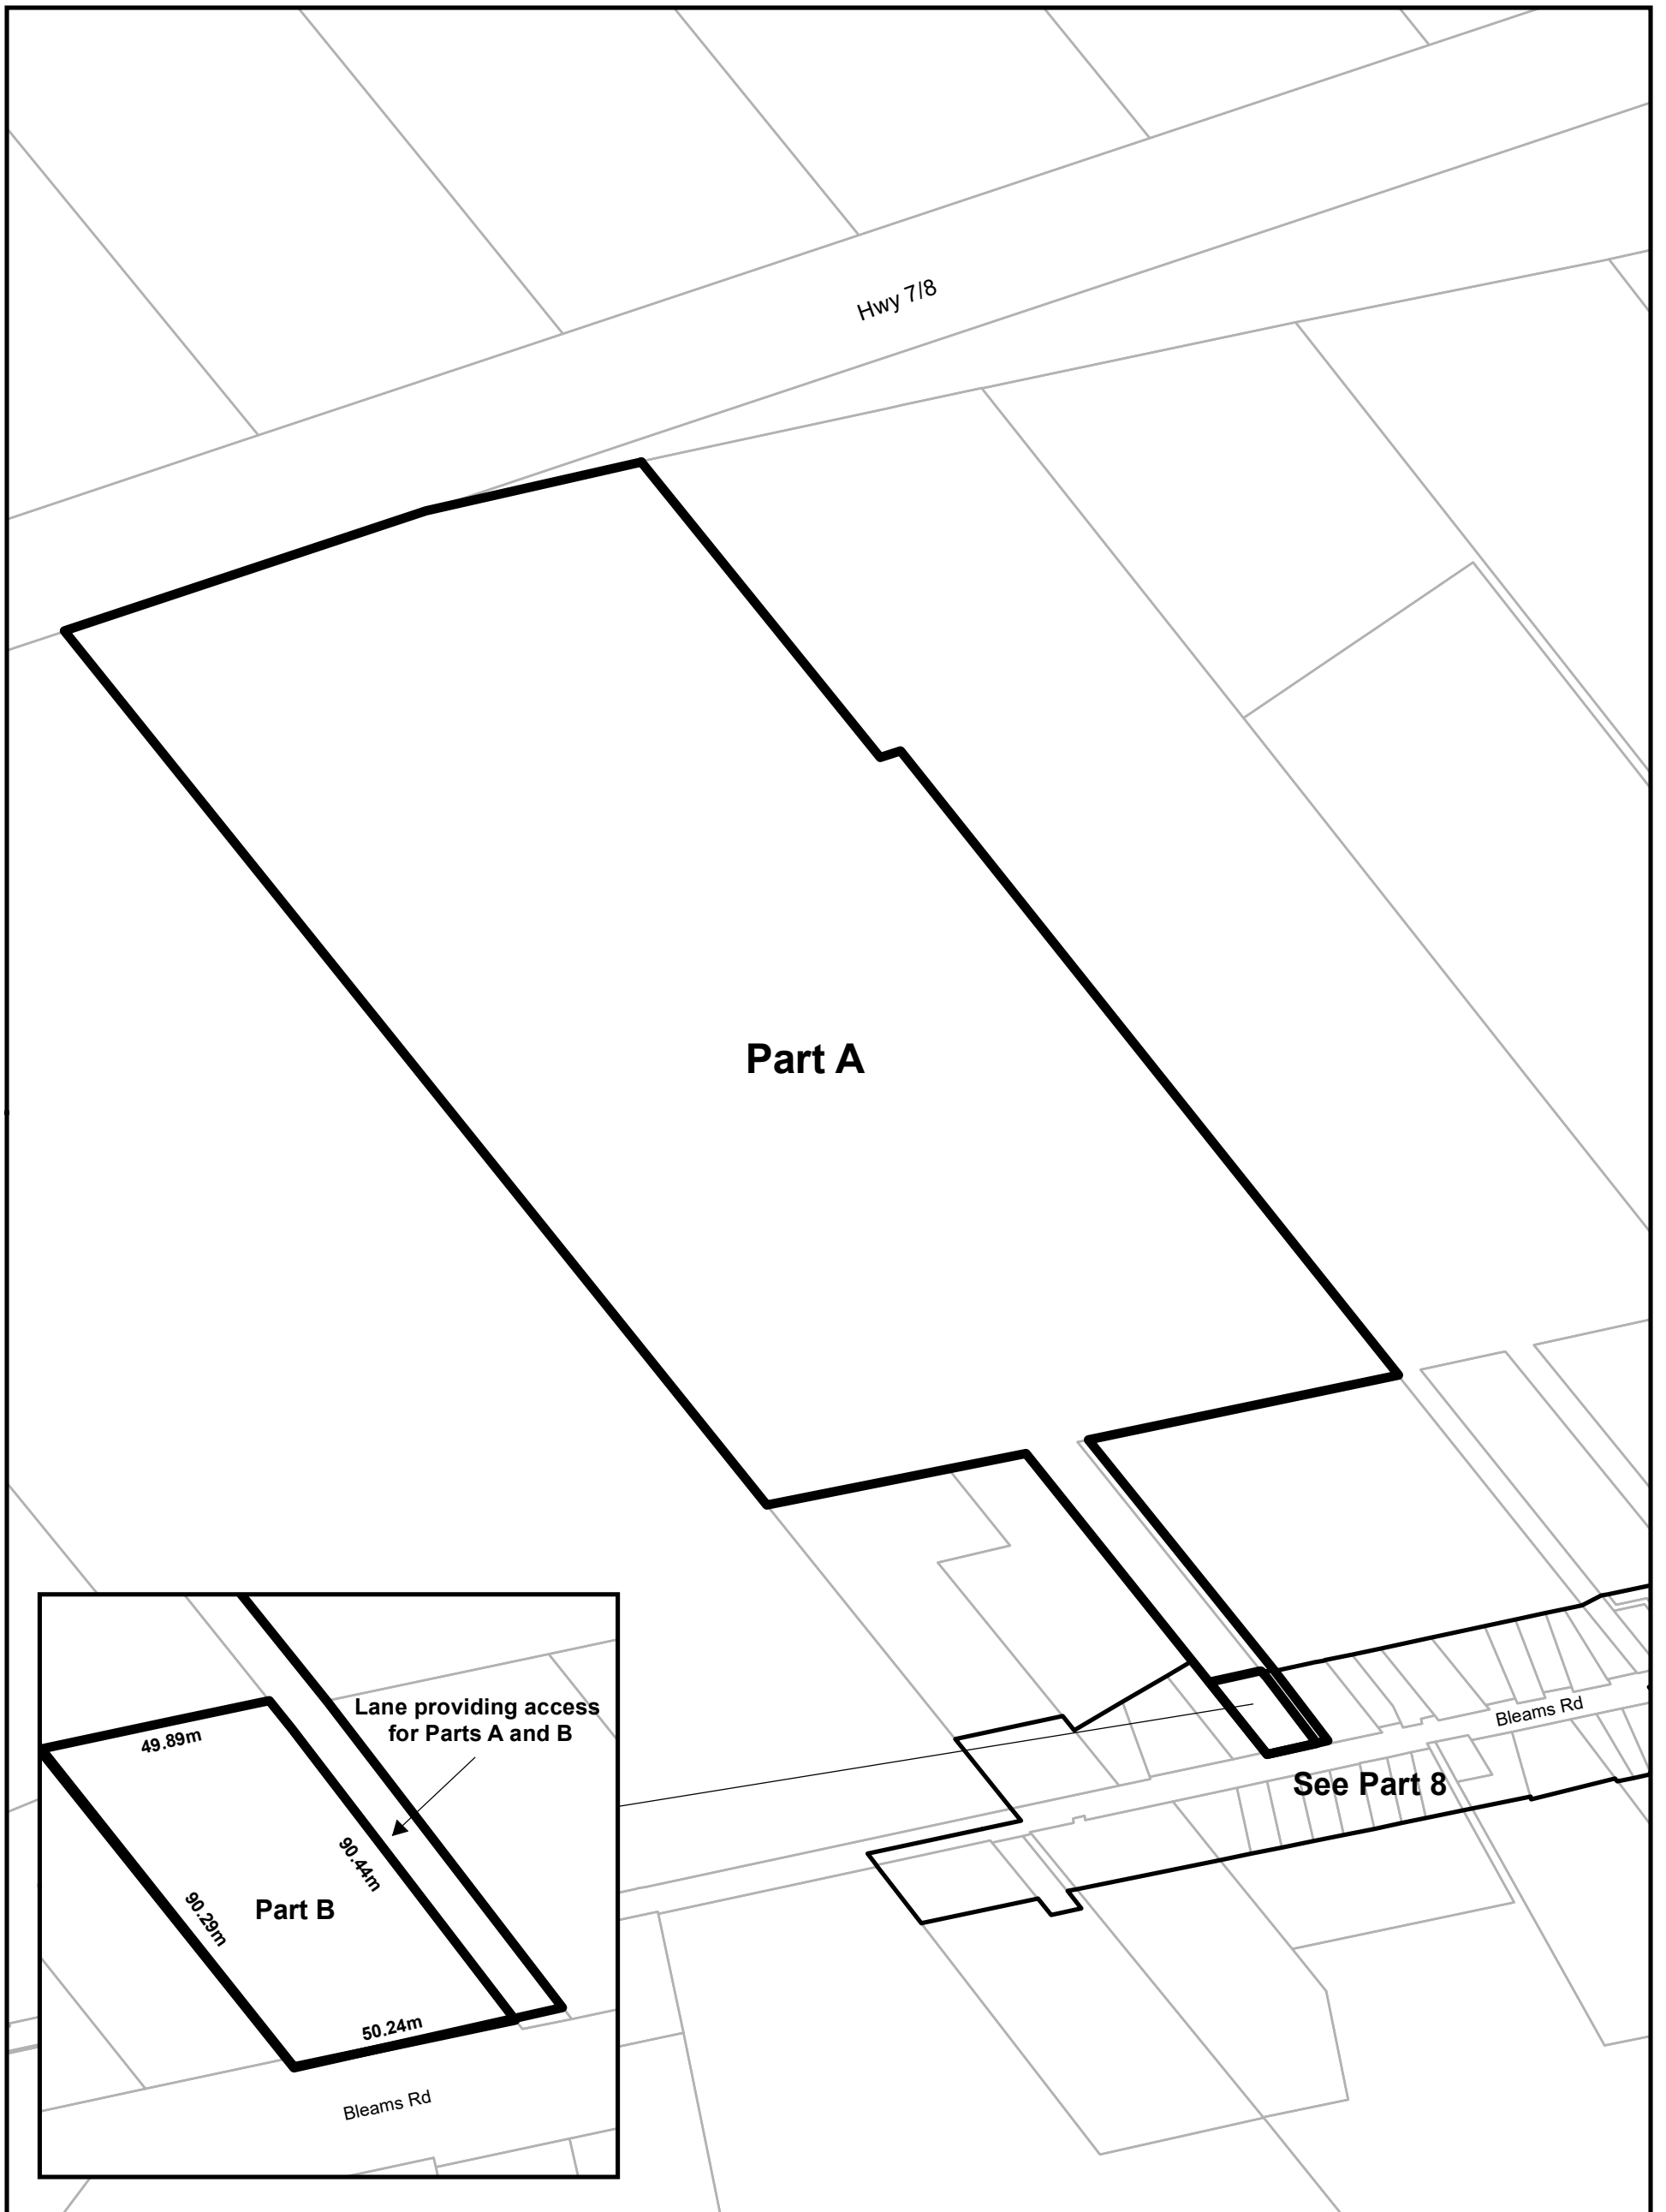 Hwy 7/8
Part A
Bleams Rd
See Part 8
Lane providing access
for Parts A and B
49.89m
90.44m
90.29m
Part B
50.24m
Bleams Rd